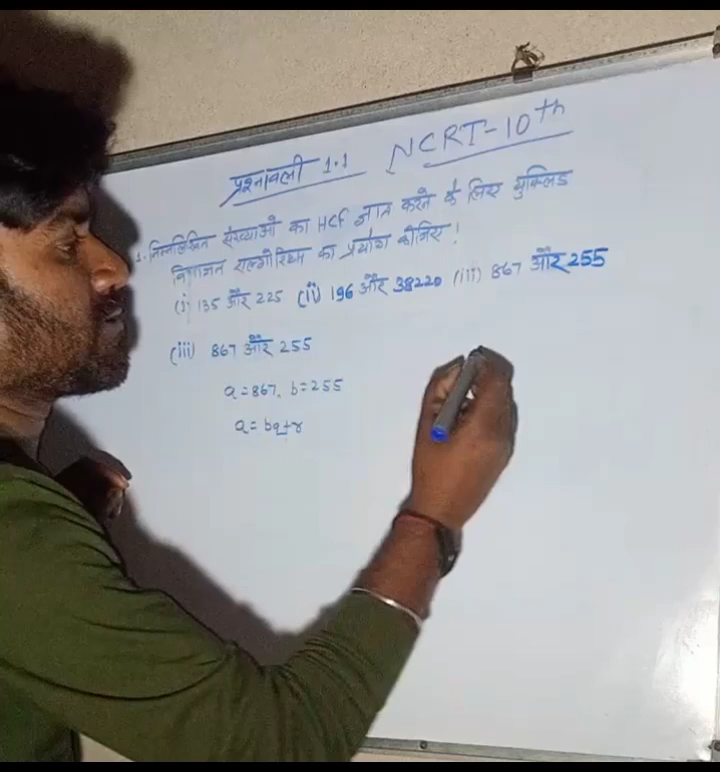 प्रश्नावली 1.1 NCRT-10th
1. निम्नलिखित संख्याओं का HCF ज्ञात करने के लिए युक्लिड
विभाजन एल्गोरिथ्म का प्रयोग कीजिए !
(i) 135 और 225 (ii) 196 और 38220 (iii) 867 और 255
(iii) 867 और 255
a=867, b=255
a= bq+r